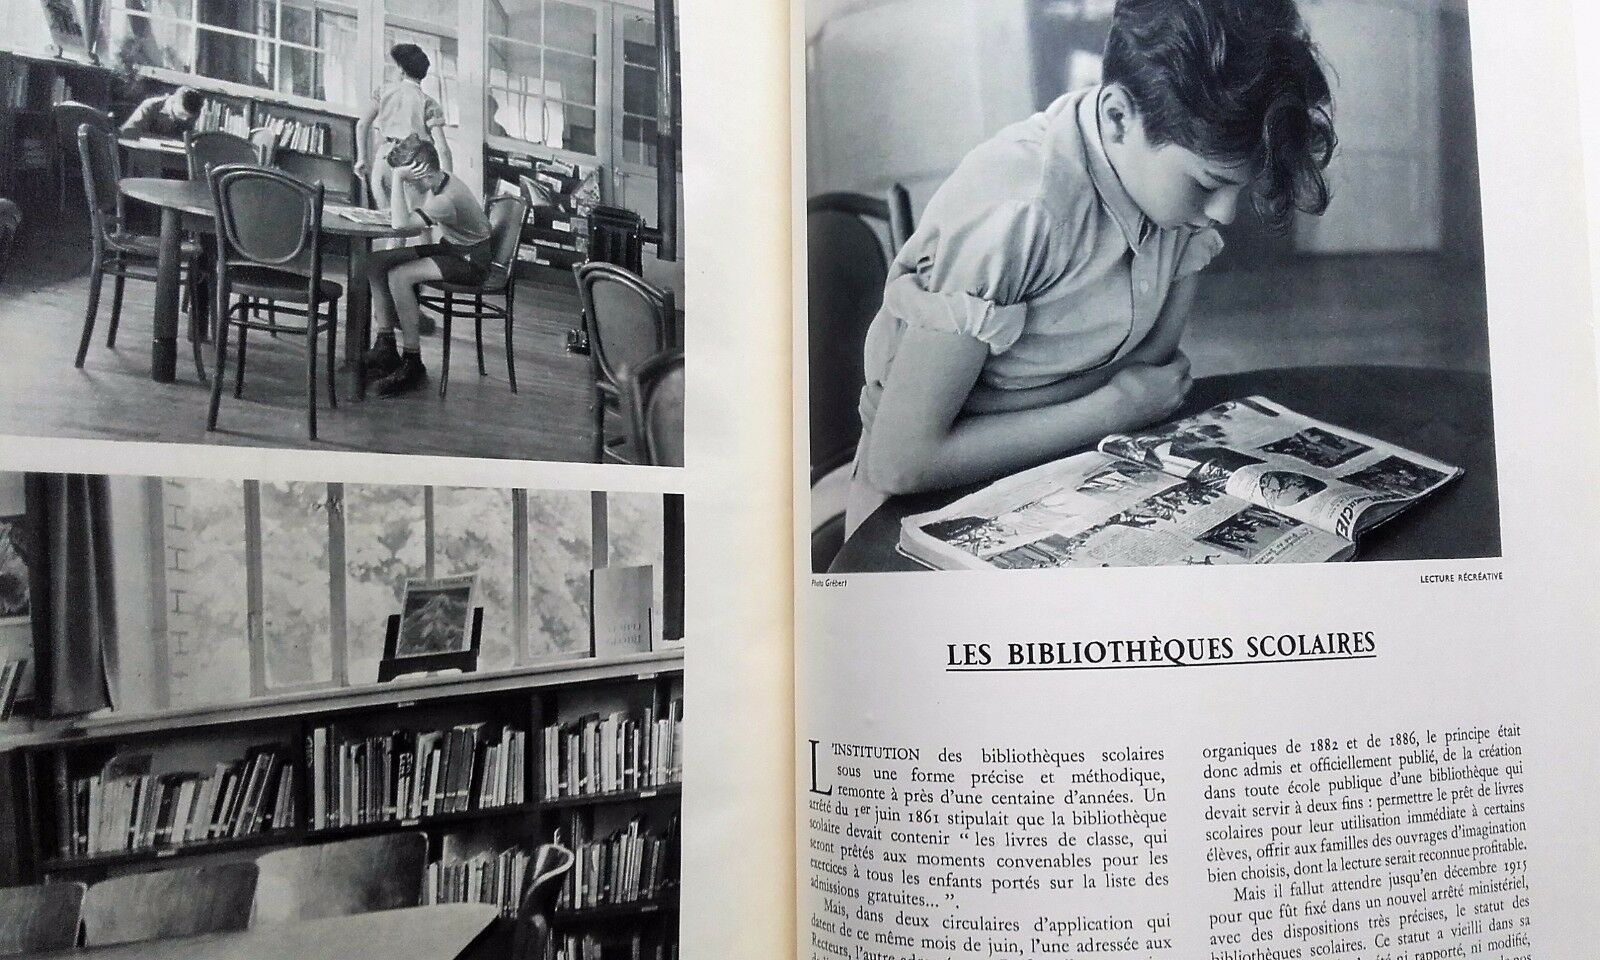 Photo Grébert
LECTURE RÉCRÉATIVE
LES BIBLIOTHÈQUES SCOLAIRES
L'INSTITUTION des bibliothèques scolaires
sous une forme précise et méthodique,
remonte à près d'une centaine d'années. Un
arrêté du 1er juin 1861 stipulait que la bibliothèque
scolaire devait contenir “ les livres de classe, qui
seront prêtés aux moments convenables pour les
exercices à tous les enfants portés sur la liste des
admissions gratuites... ”.
Mais, dans deux circulaires d'application qui
datent de ce même mois de juin, l'une adressée aux
Recteurs, l'autre
organiques de 1882 et de 1886, le principe était
donc admis et officiellement publié, de la création
dans toute école publique d'une bibliothèque qui
devait servir à deux fins : permettre le prêt de livres
scolaires pour leur utilisation immédiate à certains
élèves, offrir aux familles des ouvrages d'imagination
bien choisis, dont la lecture serait reconnue profitable.
Mais il fallut attendre jusqu'en décembre 1915
pour que fût fixé dans un nouvel arrêté ministériel,
avec des dispositions très précises, le statut des
bibliothèques scolaires. Ce statut a vieilli dans sa
ni rapporté, ni modifié,